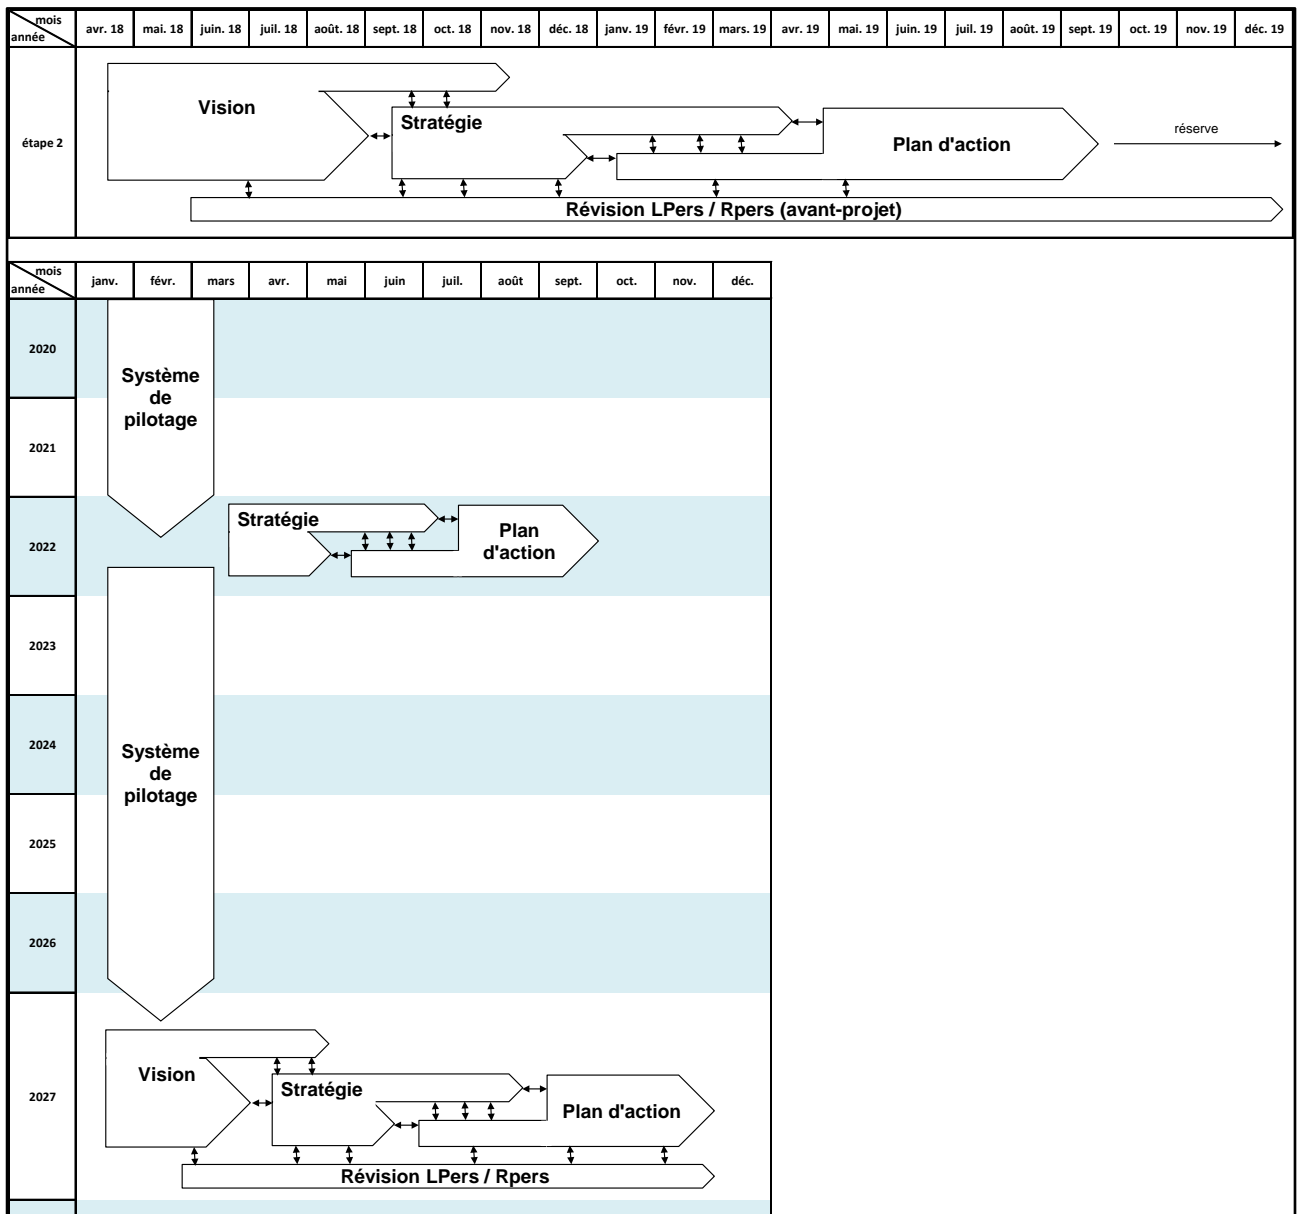 mois
année
avr. 18 mai. 18 juin. 18 juil. 18 août. 18 sept. 18 oct. 18 nov. 18 déc. 18 janv. 19 févr. 19 mars. 19 avr. 19 mai. 19 juin. 19 juil. 19 août. 19 sept. 19 oct. 19 nov. 19 déc. 19
étape 2
Vision
Stratégie
Plan d'action
réserve
Révision LPers / Rpers (avant-projet)
mois
année
janv. févr. mars avr. mai juin juil. août sept. oct. nov. déc.
2020
Système
de
pilotage
2021
2022
Stratégie
Plan
d'action
2023
2024
Système
de
pilotage
2025
2026
2027
Vision
Stratégie
Plan d'action
Révision LPers / Rpers